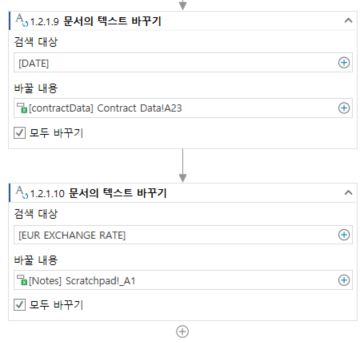 1.2.1.9 문서의 텍스트 바꾸기
검색 대상
[DATE]
바꿀 내용
[contractData] Contract Data!A23
모두 바꾸기
1.2.1.10 문서의 텍스트 바꾸기
검색 대상
[EUR EXCHANGE RATE]
바꿀 내용
[Notes] Scratchpad!_A1
모두 바꾸기